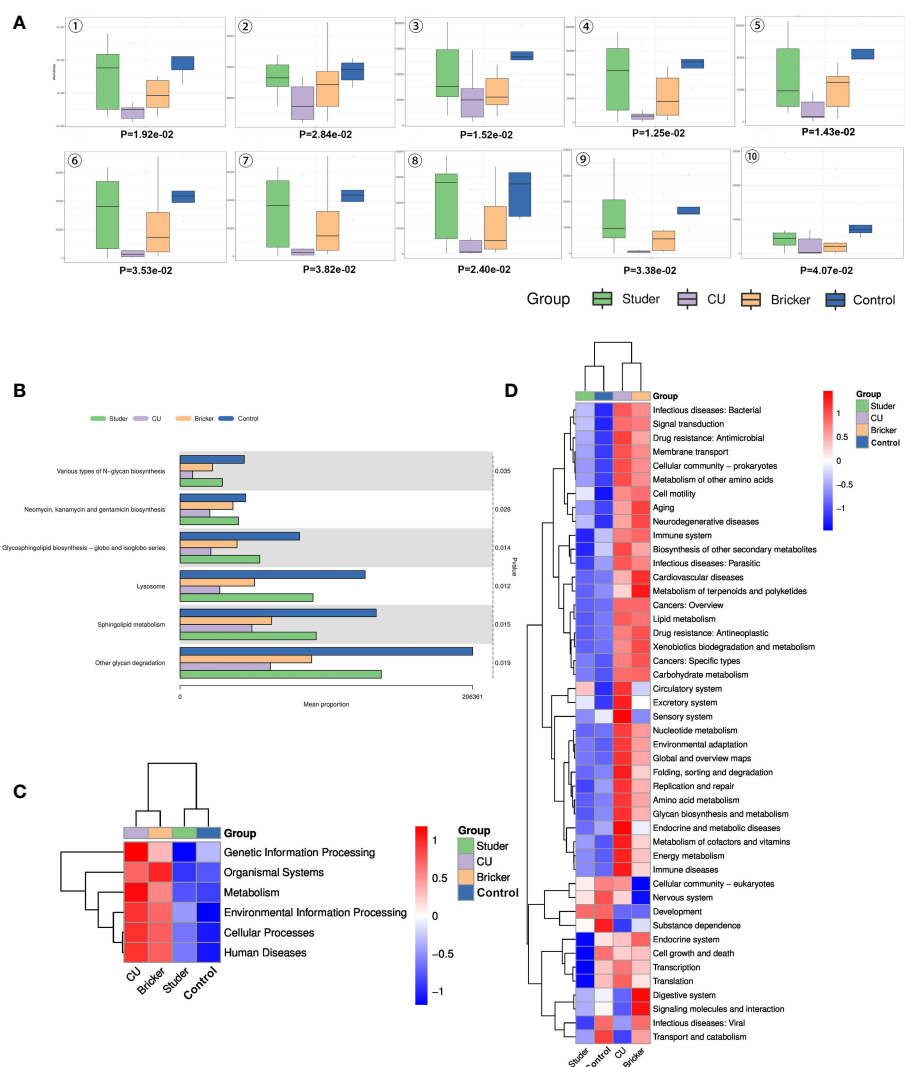 A
① ② ③ ④ ⑤
P=1.92e-02 P=2.84e-02 P=1.52e-02 P=1.25e-02 P=1.43e-02
⑥ ⑦ ⑧ ⑨ ⑩
P=3.53e-02 P=3.82e-02 P=2.40e-02 P=3.38e-02 P=4.07e-02
Group Studer CU Bricker Control
B
Studer CU Bricker Control
Various types of N-glycan biosynthesis 0.035
Neomycin, kanamycin and gentamicin biosynthesis 0.028
Glycosphingolipid biosynthesis - globo and isoglobo series 0.014
Pvalue
Lysosome 0.012
Sphingolipid metabolism 0.015
Other glycan degradation 0.019
0 206361
Mean proportion
C
Group
Genetic Information Processing
Organismal Systems
Metabolism
Environmental Information Processing
Cellular Processes
Human Diseases
CU Bricker Studer Control
1
0.5
0
-0.5
-1
Group
Studer
CU
Bricker
Control
D
Group
Infectious diseases: Bacterial
Signal transduction
Drug resistance: Antimicrobial
Membrane transport
Cellular community - prokaryotes
Metabolism of other amino acids
Cell motility
Aging
Neurodegenerative diseases
Immune system
Biosynthesis of other secondary metabolites
Infectious diseases: Parasitic
Cardiovascular diseases
Metabolism of terpenoids and polyketides
Cancers: Overview
Lipid metabolism
Drug resistance: Antineoplastic
Xenobiotics biodegradation and metabolism
Cancers: Specific types
Carbohydrate metabolism
Circulatory system
Excretory system
Sensory system
Nucleotide metabolism
Environmental adaptation
Global and overview maps
Folding, sorting and degradation
Replication and repair
Amino acid metabolism
Glycan biosynthesis and metabolism
Endocrine and metabolic diseases
Metabolism of cofactors and vitamins
Energy metabolism
Immune diseases
Cellular community - eukaryotes
Nervous system
Development
Substance dependence
Endocrine system
Cell growth and death
Transcription
Translation
Digestive system
Signaling molecules and interaction
Infectious diseases: Viral
Transport and catabolism
Studer Control CU Bricker
1
0.5
0
-0.5
-1
Group
Studer
CU
Bricker
Control